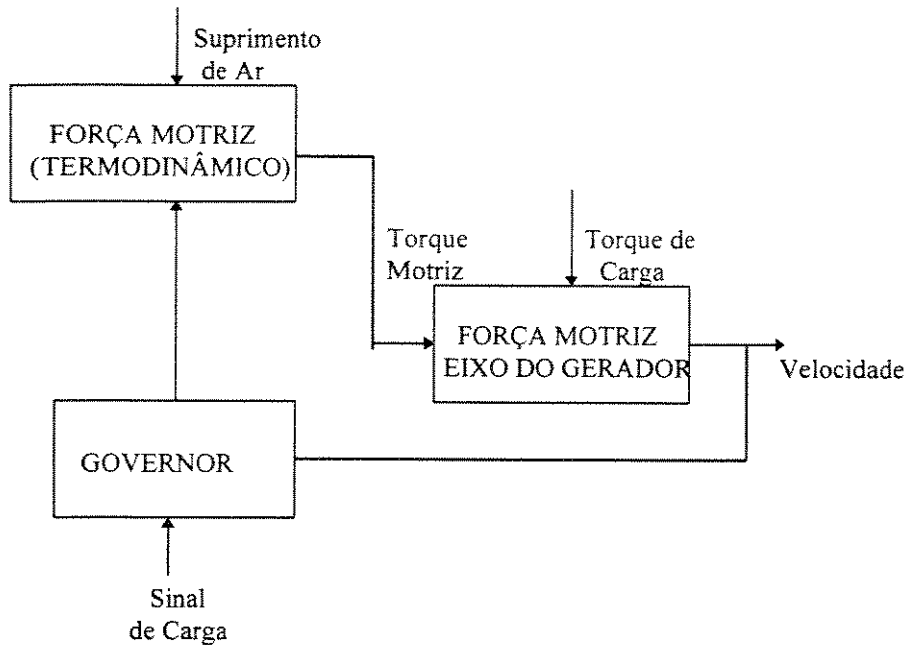 Suprimento
de Ar
FORÇA MOTRIZ
(TERMODINÂMICO)
Torque
Motriz
Torque de
Carga
FORÇA MOTRIZ
EIXO DO GERADOR
Velocidade
GOVERNOR
Sinal
de Carga